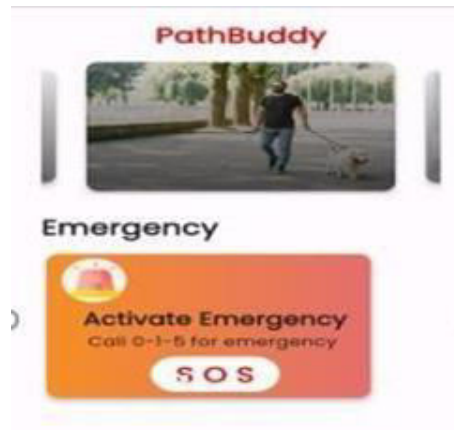 PathBuddy
Emergency
Activate Emergency
Call 0-1-5 for emergency
SOS